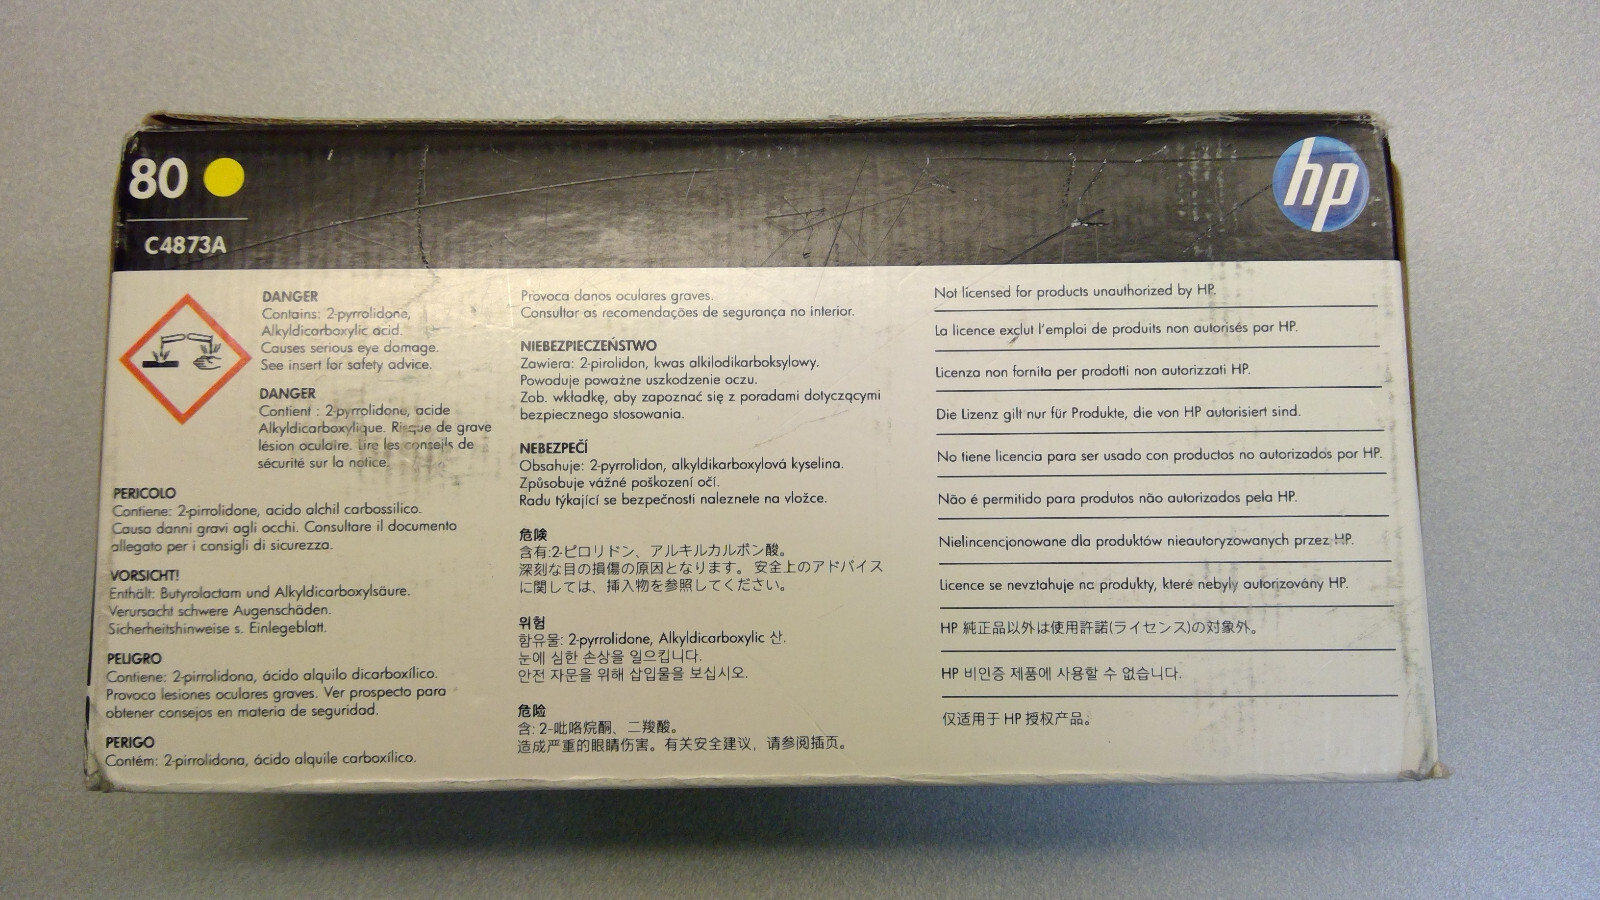 80
C4873A
hp
DANGER
Contains: 2-pyrrolidone,
Alkyldicarboxylic acid.
Causes serious eye damage.
See insert for safety advice.
DANGER
Contient : 2-pyrrolidone, acide
Alkyldicarboxylique. Risque de grave
lésion oculaire. Lire les conseils de
sécurité sur la notice.
PERICOLO
Contiene: 2-pirrolidone, acido alchil carbossilico.
Causa danni gravi agli occhi. Consultare il documento
allegato per i consigli di sicurezza.
VORSICHT!
Enthält: Butyrolactam und Alkyldicarboxylsäure.
Verursacht schwere Augenschäden.
Sicherheitshinweise s. Einlegeblatt.
PELIGRO
Contiene: 2-pirrolidona, ácido alquilo dicarboxílico.
Provoca lesiones oculares graves. Ver prospecto para
obtener consejos en materia de seguridad.
PERIGO
Contém: 2-pirrolidona, ácido alquile carboxílico.
Provoca danos oculares graves.
Consultar as recomendações de segurança no interior.
NIEBEZPIECZEŃSTWO
Zawiera: 2-pirolidon, kwas alkilodikarboksylowy.
Powoduje poważne uszkodzenie oczu.
Zob. wkładkę, aby zapoznać się z poradami dotyczącymi
bezpiecznego stosowania.
NEBEZPEČÍ
Obsahuje: 2-pyrrolidon, alkyldikarboxylová kyselina.
Způsobuje vážné poškození očí.
Radu týkající se bezpečnosti naleznete na vložce.
危険
含有:2-ピロリドン、アルキルカルボン酸。
深刻な目の損傷の原因となります。 安全上のアドバイス
に関しては、挿入物を参照してください。
위험
함유물: 2-pyrrolidone, Alkyldicarboxylic 산.
눈에 심한 손상을 일으킵니다.
안전 자문을 위해 삽입물을 보십시오.
危险
含: 2-吡咯烷酮、二羧酸。
造成严重的眼睛伤害。有关安全建议，请参阅插页。
Not licensed for products unauthorized by HP.
La licence exclut l'emploi de produits non autorisés par HP.
Licenza non fornita per prodotti non autorizzati HP.
Die Lizenz gilt nur für Produkte, die von HP autorisiert sind.
No tiene licencia para ser usado con productos no autorizados por HP.
Não é permitido para produtos não autorizados pela HP.
Nielincencjonowane dla produktów nieautoryzowanych przez HP.
Licence se nevztahuje na produkty, které nebyly autorizovány HP.
HP 純正品以外は使用許諾(ライセンス)の対象外。
HP 비인증 제품에 사용할 수 없습니다.
仅适用于 HP 授权产品。